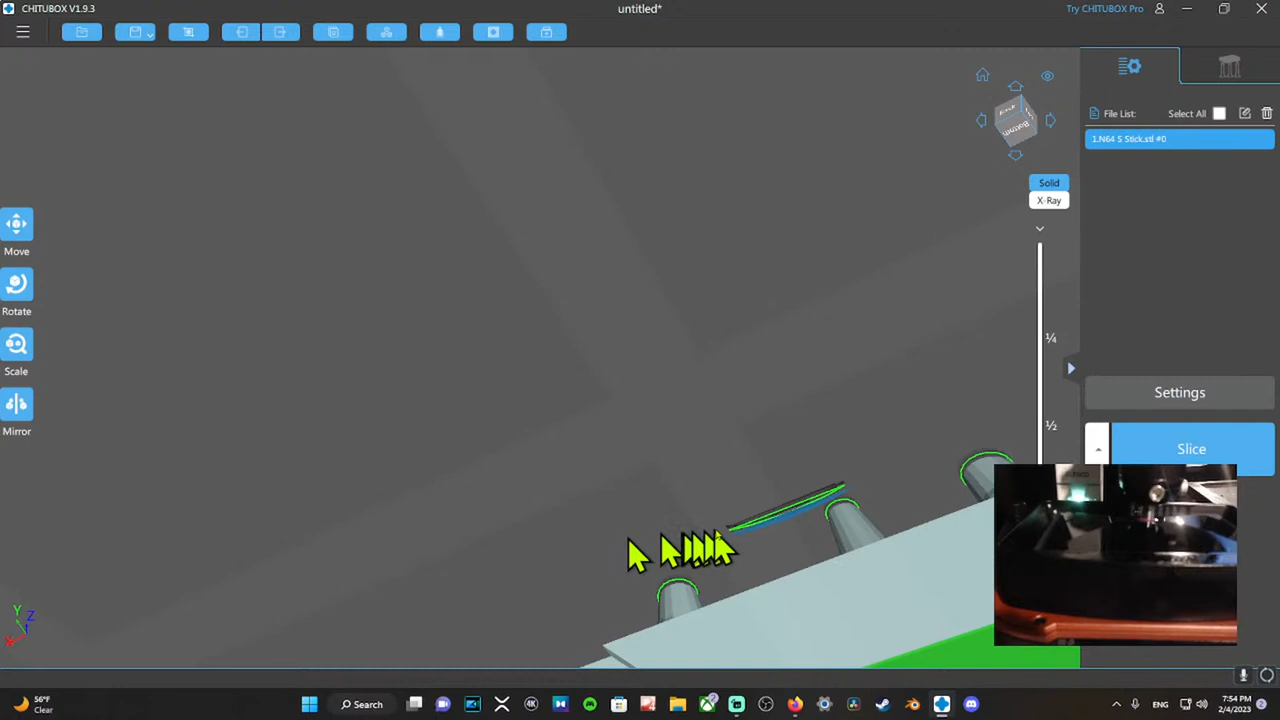 CHITUBOX V1.9.3
untitled*
Try CHITUBOX Pro
File List:
Select All
1.N64 S Stick.stl #0
Solid
X-Ray
Move
Rotate
Scale
Mirror
¼
½
Settings
Slice
Y
Z
X
56°F
Clear
Search
4K
2
ENG
7:54 PM
2/4/2023